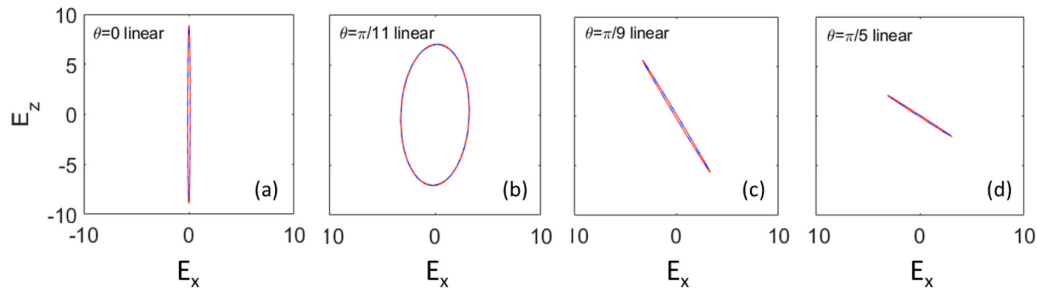 10
5
0
-5
-10
E_z
θ=0 linear
(a)
-10
0
10
E_x
θ=π/11 linear
(b)
10
0
10
E_x
θ=π/9 linear
(c)
10
0
10
E_x
θ=π/5 linear
(d)
10
0
10
E_x